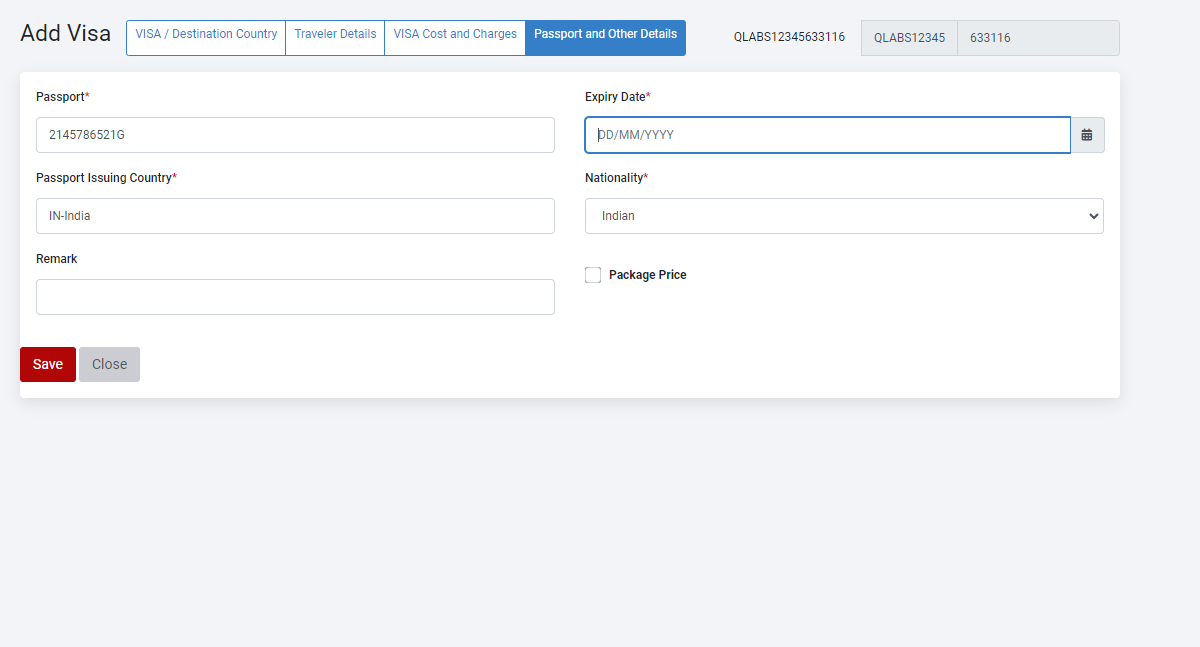 Add Visa
VISA / Destination Country
Traveler Details
VISA Cost and Charges
Passport and Other Details
QLABS12345633116
QLABS12345
633116
Passport*
Expiry Date*
2145786521G
DD/MM/YYYY
Passport Issuing Country*
Nationality*
IN-India
Indian
Remark
Package Price
Save
Close